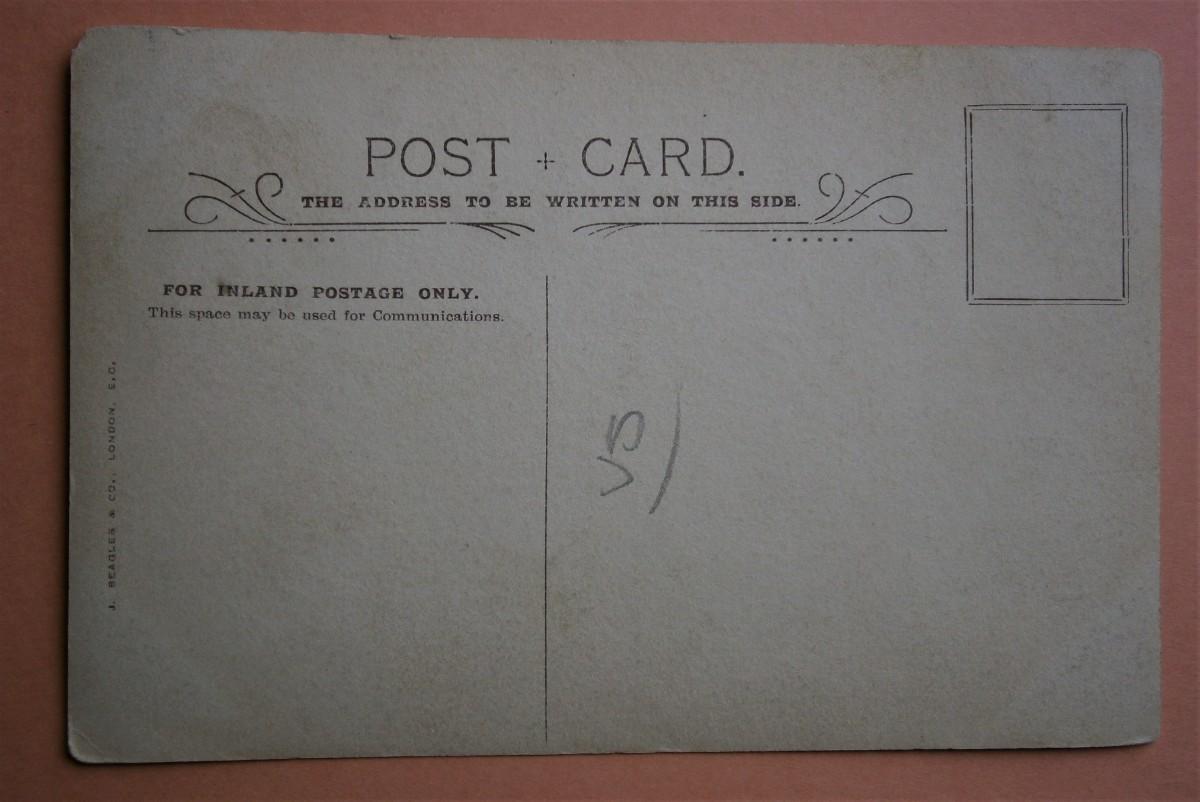 POST + CARD.
THE ADDRESS TO BE WRITTEN ON THIS SIDE.
FOR INLAND POSTAGE ONLY.
This space may be used for Communications.
J. BEAGLES & CO., LONDON, E.C.